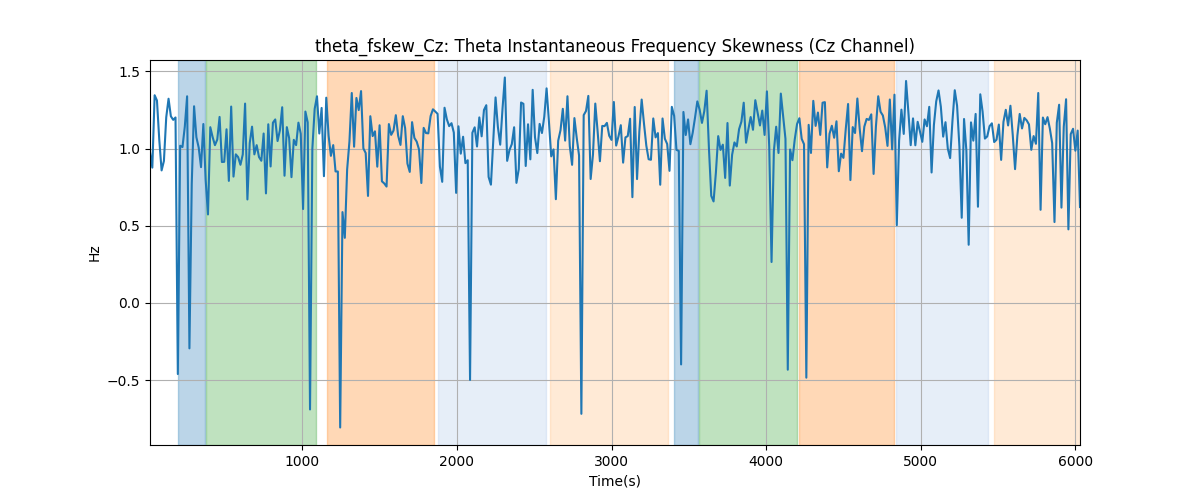 theta_fskew_Cz: Theta Instantaneous Frequency Skewness (Cz Channel)
1.5
1.0
0.5
0.0
−0.5
Hz
1000 2000 3000 4000 5000 6000
Time(s)